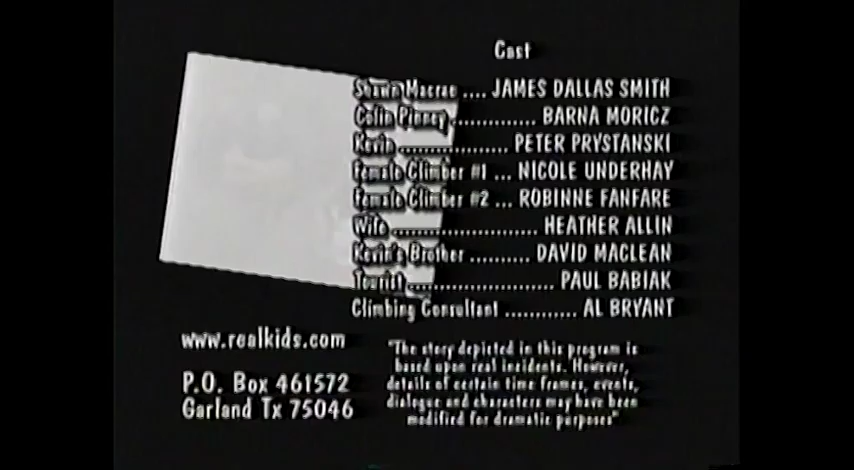 Cast
Shawn Macrae .... JAMES DALLAS SMITH
Colin Pinney .............. BARNA MORICZ
Kevin .................. PETER PRYSTANSKI
Female Climber #1 ... NICOLE UNDERHAY
Female Climber #2 ... ROBINNE FANFARE
Wife ........................ HEATHER ALLIN
Kevin's Brother .......... DAVID MACLEAN
Tourist ........................ PAUL BABIAK
Climbing Consultant ............ AL BRYANT
www.realkids.com
P.O. Box 461572
Garland Tx 75046
"The story depicted in this program is
based upon real incidents. However,
details of certain time frames, events,
dialogue and characters may have been
modified for dramatic purposes"